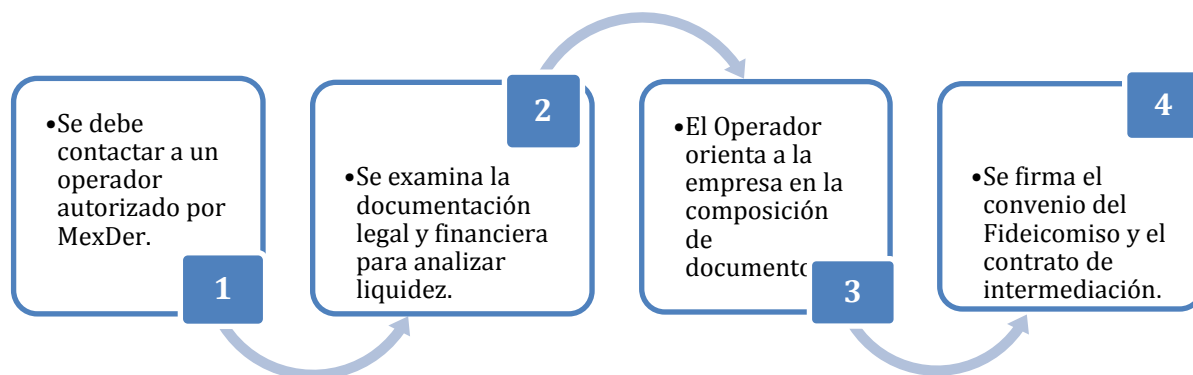 •Se debe
contactar a un
operador
autorizado por
MexDer.
1
2
•Se examina la
documentación
legal y financiera
para analizar
liquidez.
•El Operador
orienta a la
empresa en la
composición
de
documento
3
4
•Se firma el
convenio del
Fideicomiso y el
contrato de
intermediación.